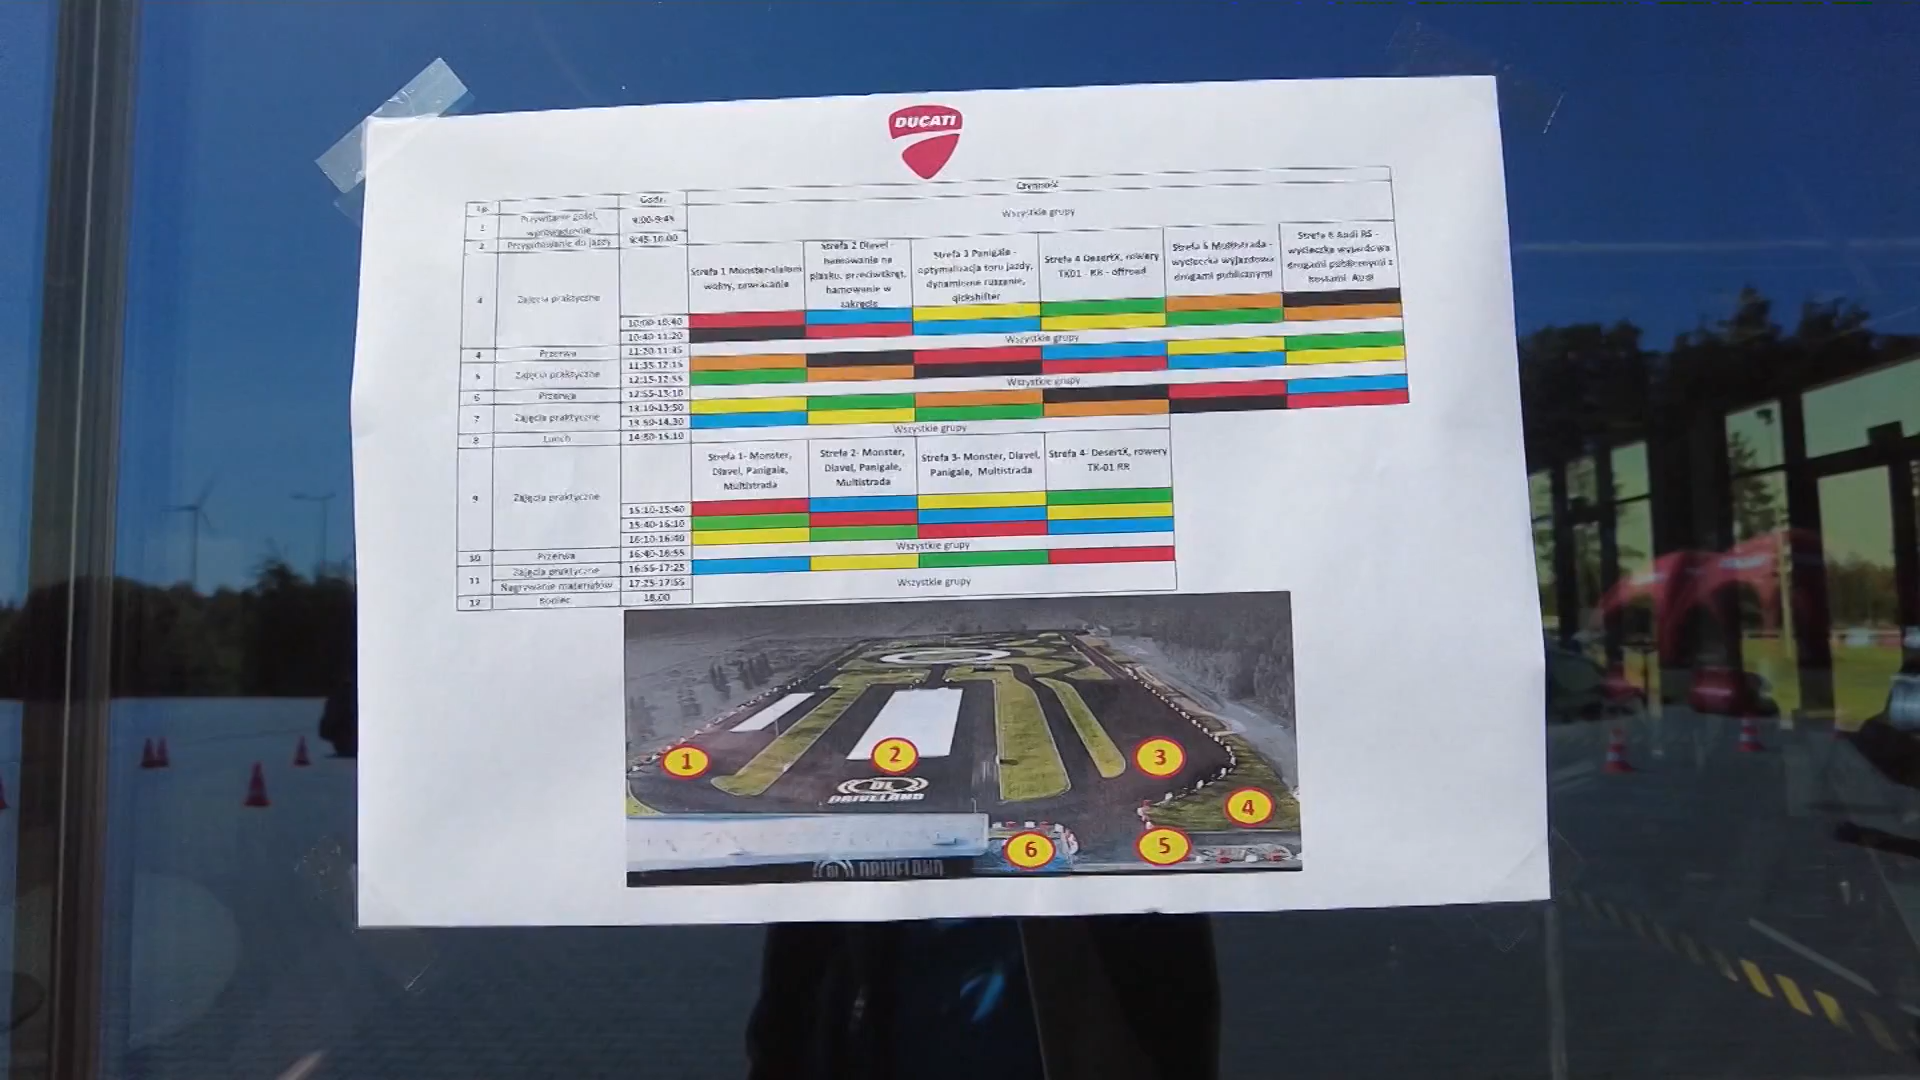 DUCATI
Czynność
Lp.
Godz.
1
Przywitanie gości, wprowadzenie
9:00-9:45
Wszystkie grupy
2
Przygotowanie do jazdy
9:45-10.00
Strefa 1 Monster-slalom wolny, zawracanie
Strefa 2 Diavel - hamowanie na piasku, przeciwskręt, hamowanie w zakręcie
Strefa 3 Panigale - optymalizacja toru jazdy, dynamiczne ruszanie, qickshifter
Strefa 4 DesertX, rowery TK01 - RR - offroad
Strefa 5 Multistrada - wycieczka wyjazdowa drogami publicznymi
Strefa 6 Audi RS - wycieczka wyjazdowa drogami publicznymi z hostami Audi
Zajęcia praktyczne
10:00-10:40
10:40-11:20
4
Przerwa
11:20-11:35
Wszystkie grupy
5
Zajęcia praktyczne
11:35-12:15
12:15-12:55
6
Przerwa
12:55-13:10
Wszystkie grupy
7
Zajęcia praktyczne
13:10-13:50
13.50-14.30
8
Lunch
14:30-15.10
Wszystkie grupy
Strefa 1- Monster, Diavel, Panigale, Multistrada
Strefa 2- Monster, Diavel, Panigale, Multistrada
Strefa 3- Monster, Diavel, Panigale, Multistrada
Strefa 4- DesertX, rowery TK-01 RR
9
Zajęcia praktyczne
15:10-15:40
15:40-16:10
16:10-16:40
10
Przerwa
16:40-16:55
Wszystkie grupy
11
Zajęcia praktyczne
16:55-17:25
Nagrywanie materiałów
17:25-17:55
Wszystkie grupy
12
Koniec
18.00
1
2
3
4
5
6
DL
DRIVELAND
DL DRIVELAND